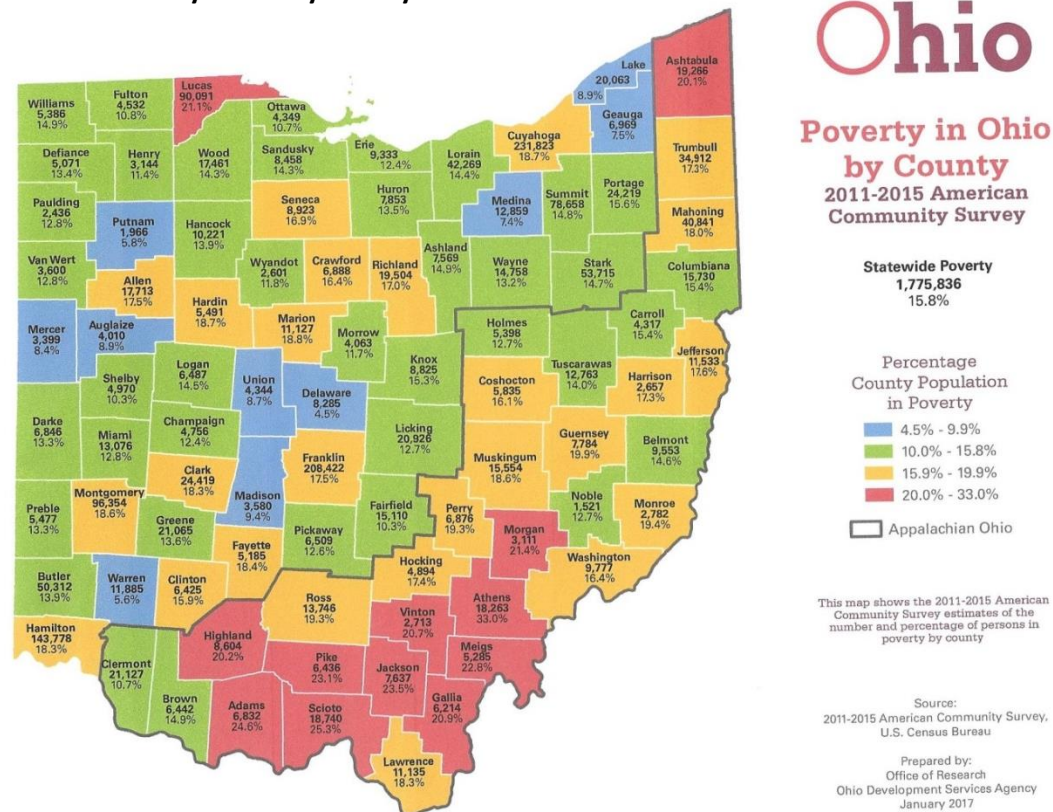 Ohio
Poverty in Ohio
by County
2011-2015 American
Community Survey
Statewide Poverty
1,775,836
15.8%
Percentage
County Population
in Poverty
4.5% - 9.9%
10.0% - 15.8%
15.9% - 19.9%
20.0% - 33.0%
Appalachian Ohio
This map shows the 2011-2015 American
Community Survey estimates of the
number and percentage of persons in
poverty by county
Source:
2011-2015 American Community Survey,
U.S. Census Bureau
Prepared by:
Office of Research
Ohio Development Services Agency
January 2017
Williams
5,386
14.9%
Fulton
4,532
10.8%
Lucas
90,091
21.1%
Ottawa
4,349
10.7%
Lake
20,063
8.9%
Ashtabula
19,266
20.1%
Geauga
6,969
7.5%
Cuyahoga
231,823
18.7%
Trumbull
34,912
17.3%
Defiance
5,071
13.4%
Henry
3,144
11.4%
Wood
17,461
14.3%
Sandusky
8,458
14.3%
Erie
9,333
12.4%
Lorain
42,269
14.4%
Paulding
2,436
12.8%
Putnam
1,966
5.8%
Hancock
10,221
13.9%
Seneca
8,923
16.9%
Huron
7,853
13.5%
Medina
12,859
7.4%
Summit
78,658
14.8%
Portage
24,219
15.6%
Mahoning
40,841
18.0%
Van Wert
3,600
12.8%
Allen
17,713
17.5%
Wyandot
2,601
11.8%
Crawford
6,888
16.4%
Richland
19,504
17.0%
Ashland
7,569
14.9%
Wayne
14,758
13.2%
Stark
53,715
14.7%
Columbiana
15,730
15.4%
Hardin
5,491
18.7%
Marion
11,127
18.8%
Morrow
4,063
11.7%
Knox
8,825
15.3%
Holmes
5,398
12.7%
Tuscarawas
12,763
14.0%
Carroll
4,317
15.4%
Jefferson
11,533
17.6%
Mercer
3,399
8.4%
Auglaize
4,010
8.9%
Shelby
4,970
10.3%
Logan
6,487
14.5%
Union
4,344
8.7%
Delaware
8,285
4.5%
Coshocton
5,835
16.1%
Harrison
2,657
17.3%
Darke
6,846
13.3%
Miami
13,076
12.8%
Champaign
4,756
12.4%
Licking
20,926
12.7%
Guernsey
7,784
19.9%
Belmont
9,553
14.6%
Clark
24,419
18.3%
Franklin
208,422
17.5%
Muskingum
15,554
18.6%
Preble
5,477
13.3%
Montgomery
96,354
18.6%
Greene
21,065
13.6%
Madison
3,580
9.4%
Fairfield
15,110
10.3%
Perry
6,876
19.3%
Noble
1,521
12.7%
Monroe
2,782
19.4%
Pickaway
6,509
12.6%
Morgan
3,111
21.4%
Fayette
5,185
18.4%
Hocking
4,894
17.4%
Washington
9,777
16.4%
Butler
50,312
13.9%
Warren
11,885
5.6%
Clinton
6,425
15.9%
Ross
13,746
19.3%
Vinton
2,713
20.7%
Athens
18,263
33.0%
Hamilton
143,778
18.3%
Highland
8,604
20.2%
Pike
6,436
23.1%
Jackson
7,637
23.5%
Meigs
5,285
22.8%
Clermont
21,127
10.7%
Brown
6,442
14.9%
Adams
6,832
24.6%
Scioto
18,740
25.3%
Gallia
6,214
20.9%
Lawrence
11,135
18.3%